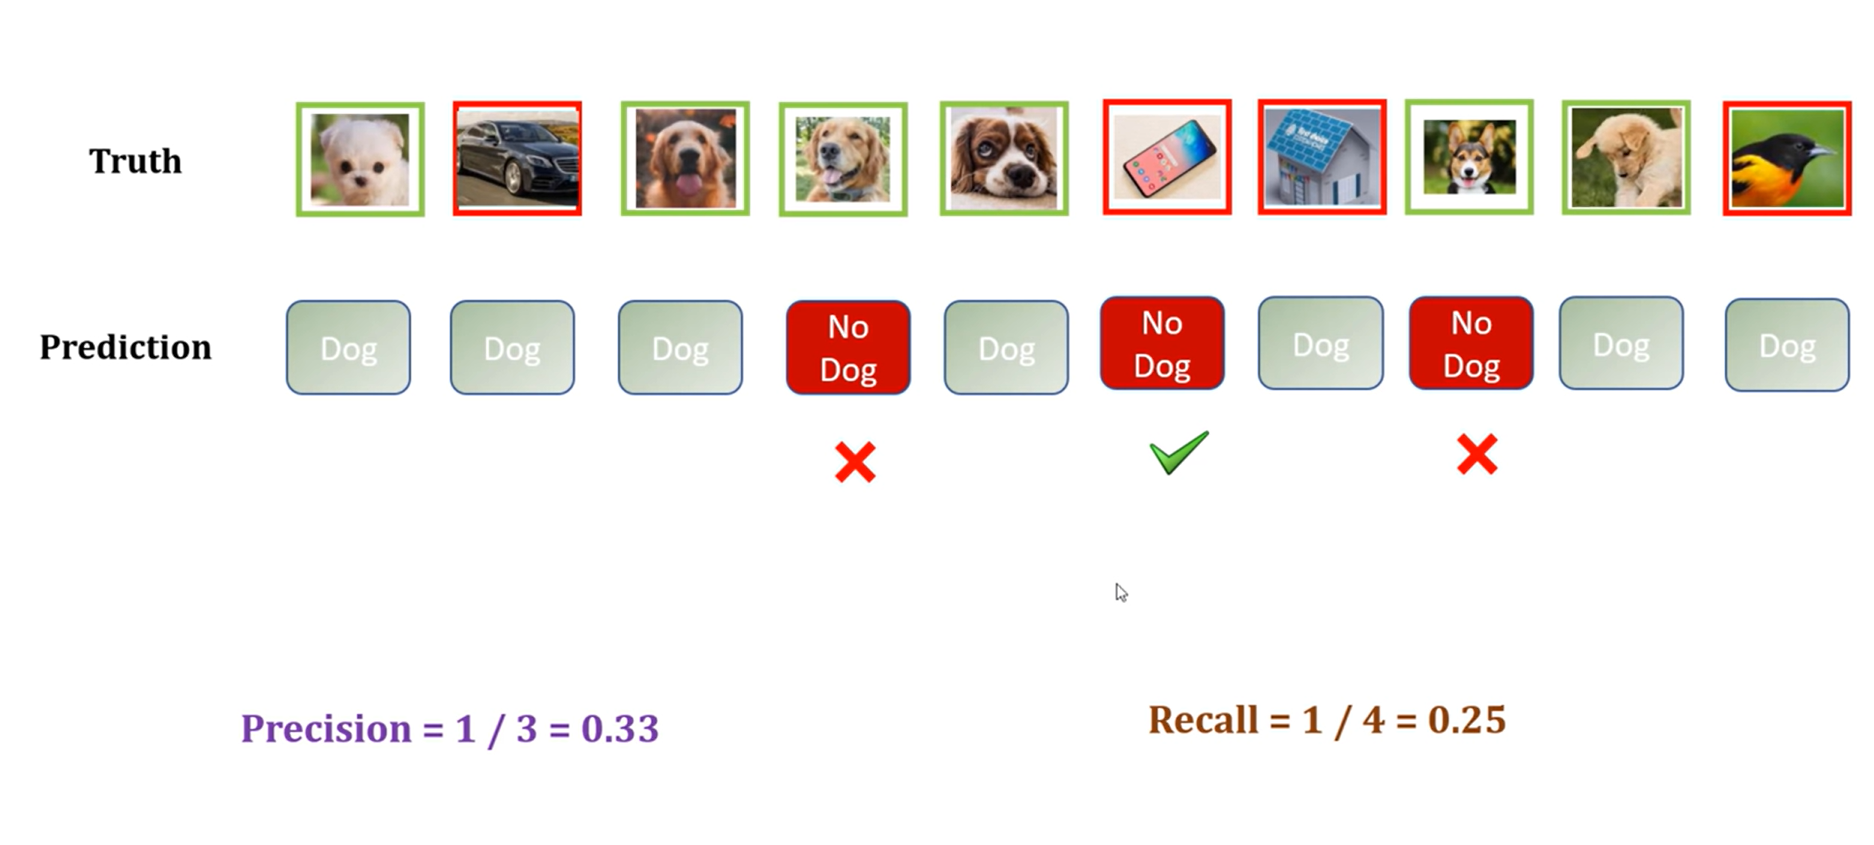 Truth
Prediction
Dog
Dog
Dog
No
Dog
Dog
No
Dog
Dog
No
Dog
Dog
Dog
Precision = 1 / 3 = 0.33
Recall = 1 / 4 = 0.25